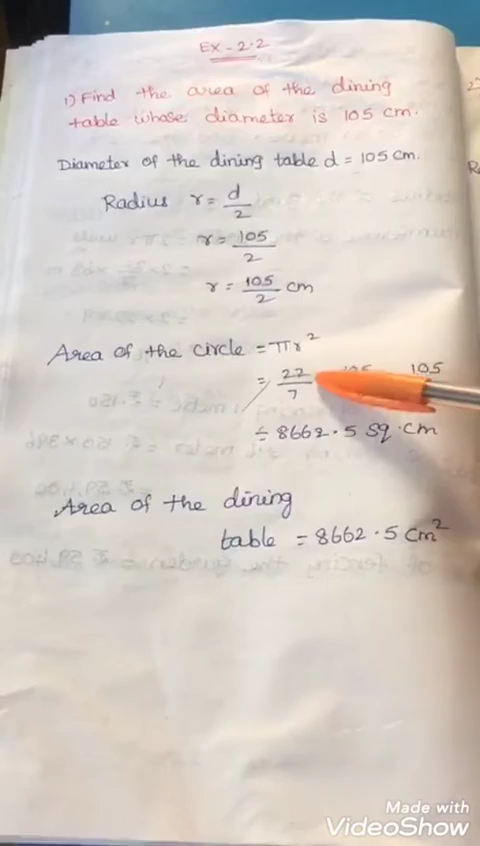 Ex - 2.2
1) Find the area of the dining
table whose diameter is 105 cm.
Diameter of the dining table d = 105 cm.
Radius r = d/2
r = 105/2
r = 105/2 cm
Area of the circle = πr²
= 22/7 105
÷ 8662.5 sq.cm
Area of the dining
table = 8662.5 cm²
Made with
VideoShow